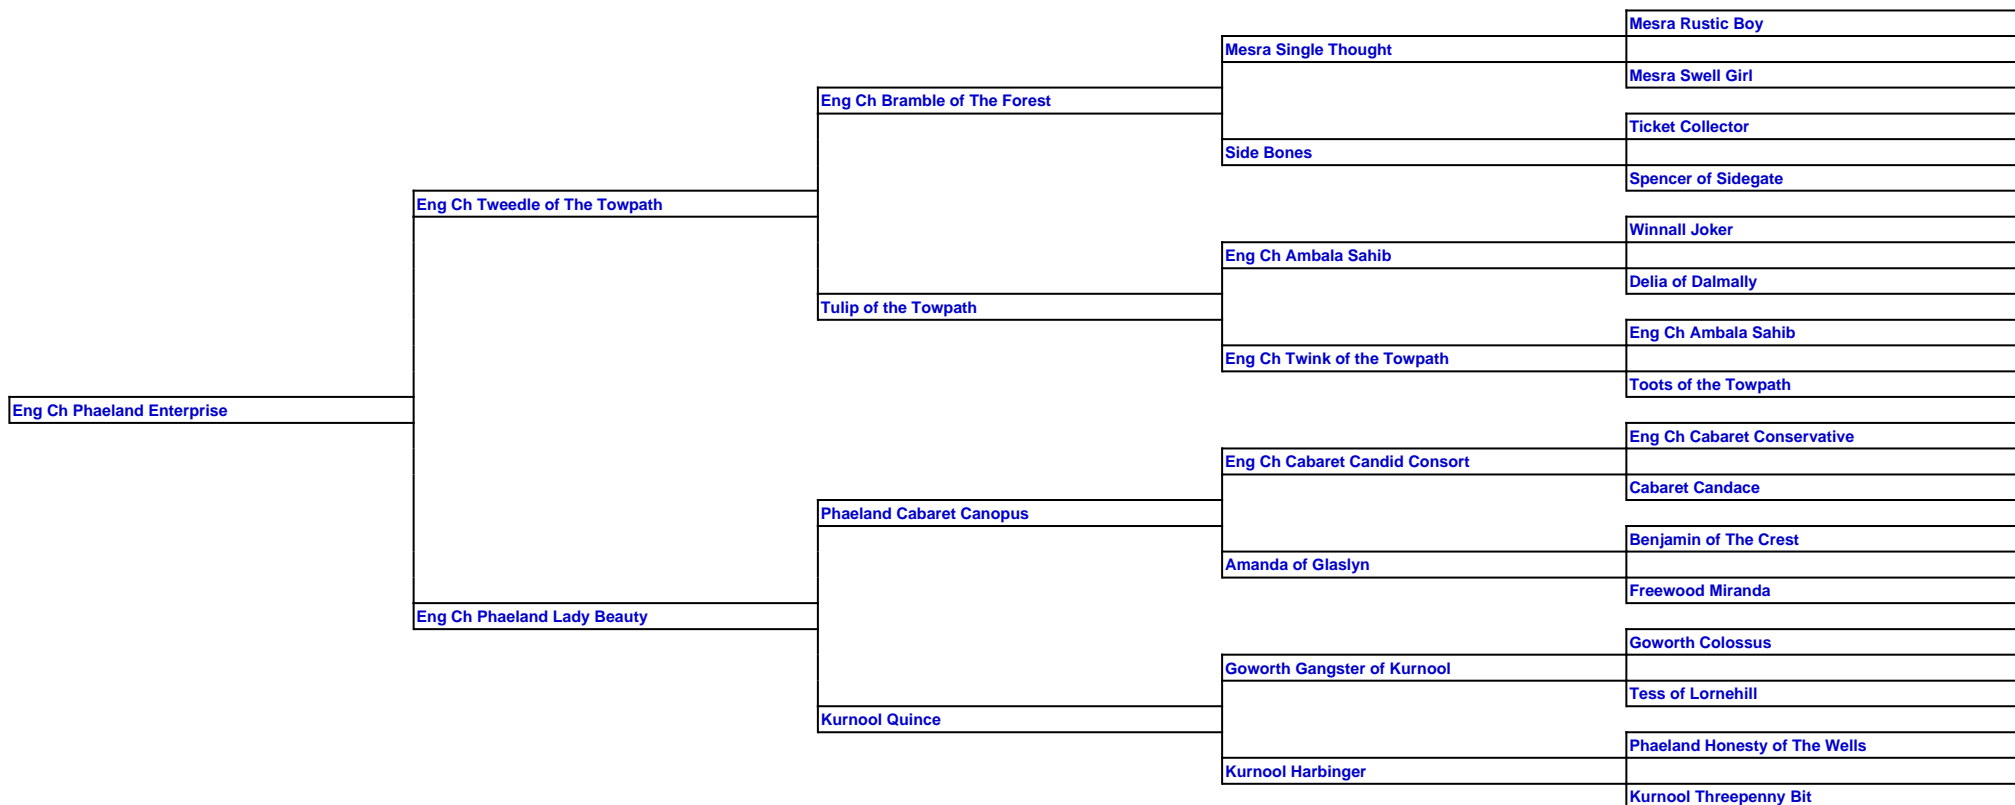 Mesra Rustic Boy
Mesra Single Thought
Mesra Swell Girl
Eng Ch Bramble of The Forest
Ticket Collector
Side Bones
Spencer of Sidegate
Eng Ch Tweedle of The Towpath
Winnall Joker
Eng Ch Ambala Sahib
Delia of Dalmally
Tulip of the Towpath
Eng Ch Ambala Sahib
Eng Ch Twink of the Towpath
Toots of the Towpath
Eng Ch Phaeland Enterprise
Eng Ch Cabaret Conservative
Eng Ch Cabaret Candid Consort
Cabaret Candace
Phaeland Cabaret Canopus
Benjamin of The Crest
Amanda of Glaslyn
Freewood Miranda
Eng Ch Phaeland Lady Beauty
Goworth Colossus
Goworth Gangster of Kurnool
Tess of Lornehill
Kurnool Quince
Phaeland Honesty of The Wells
Kurnool Harbinger
Kurnool Threepenny Bit